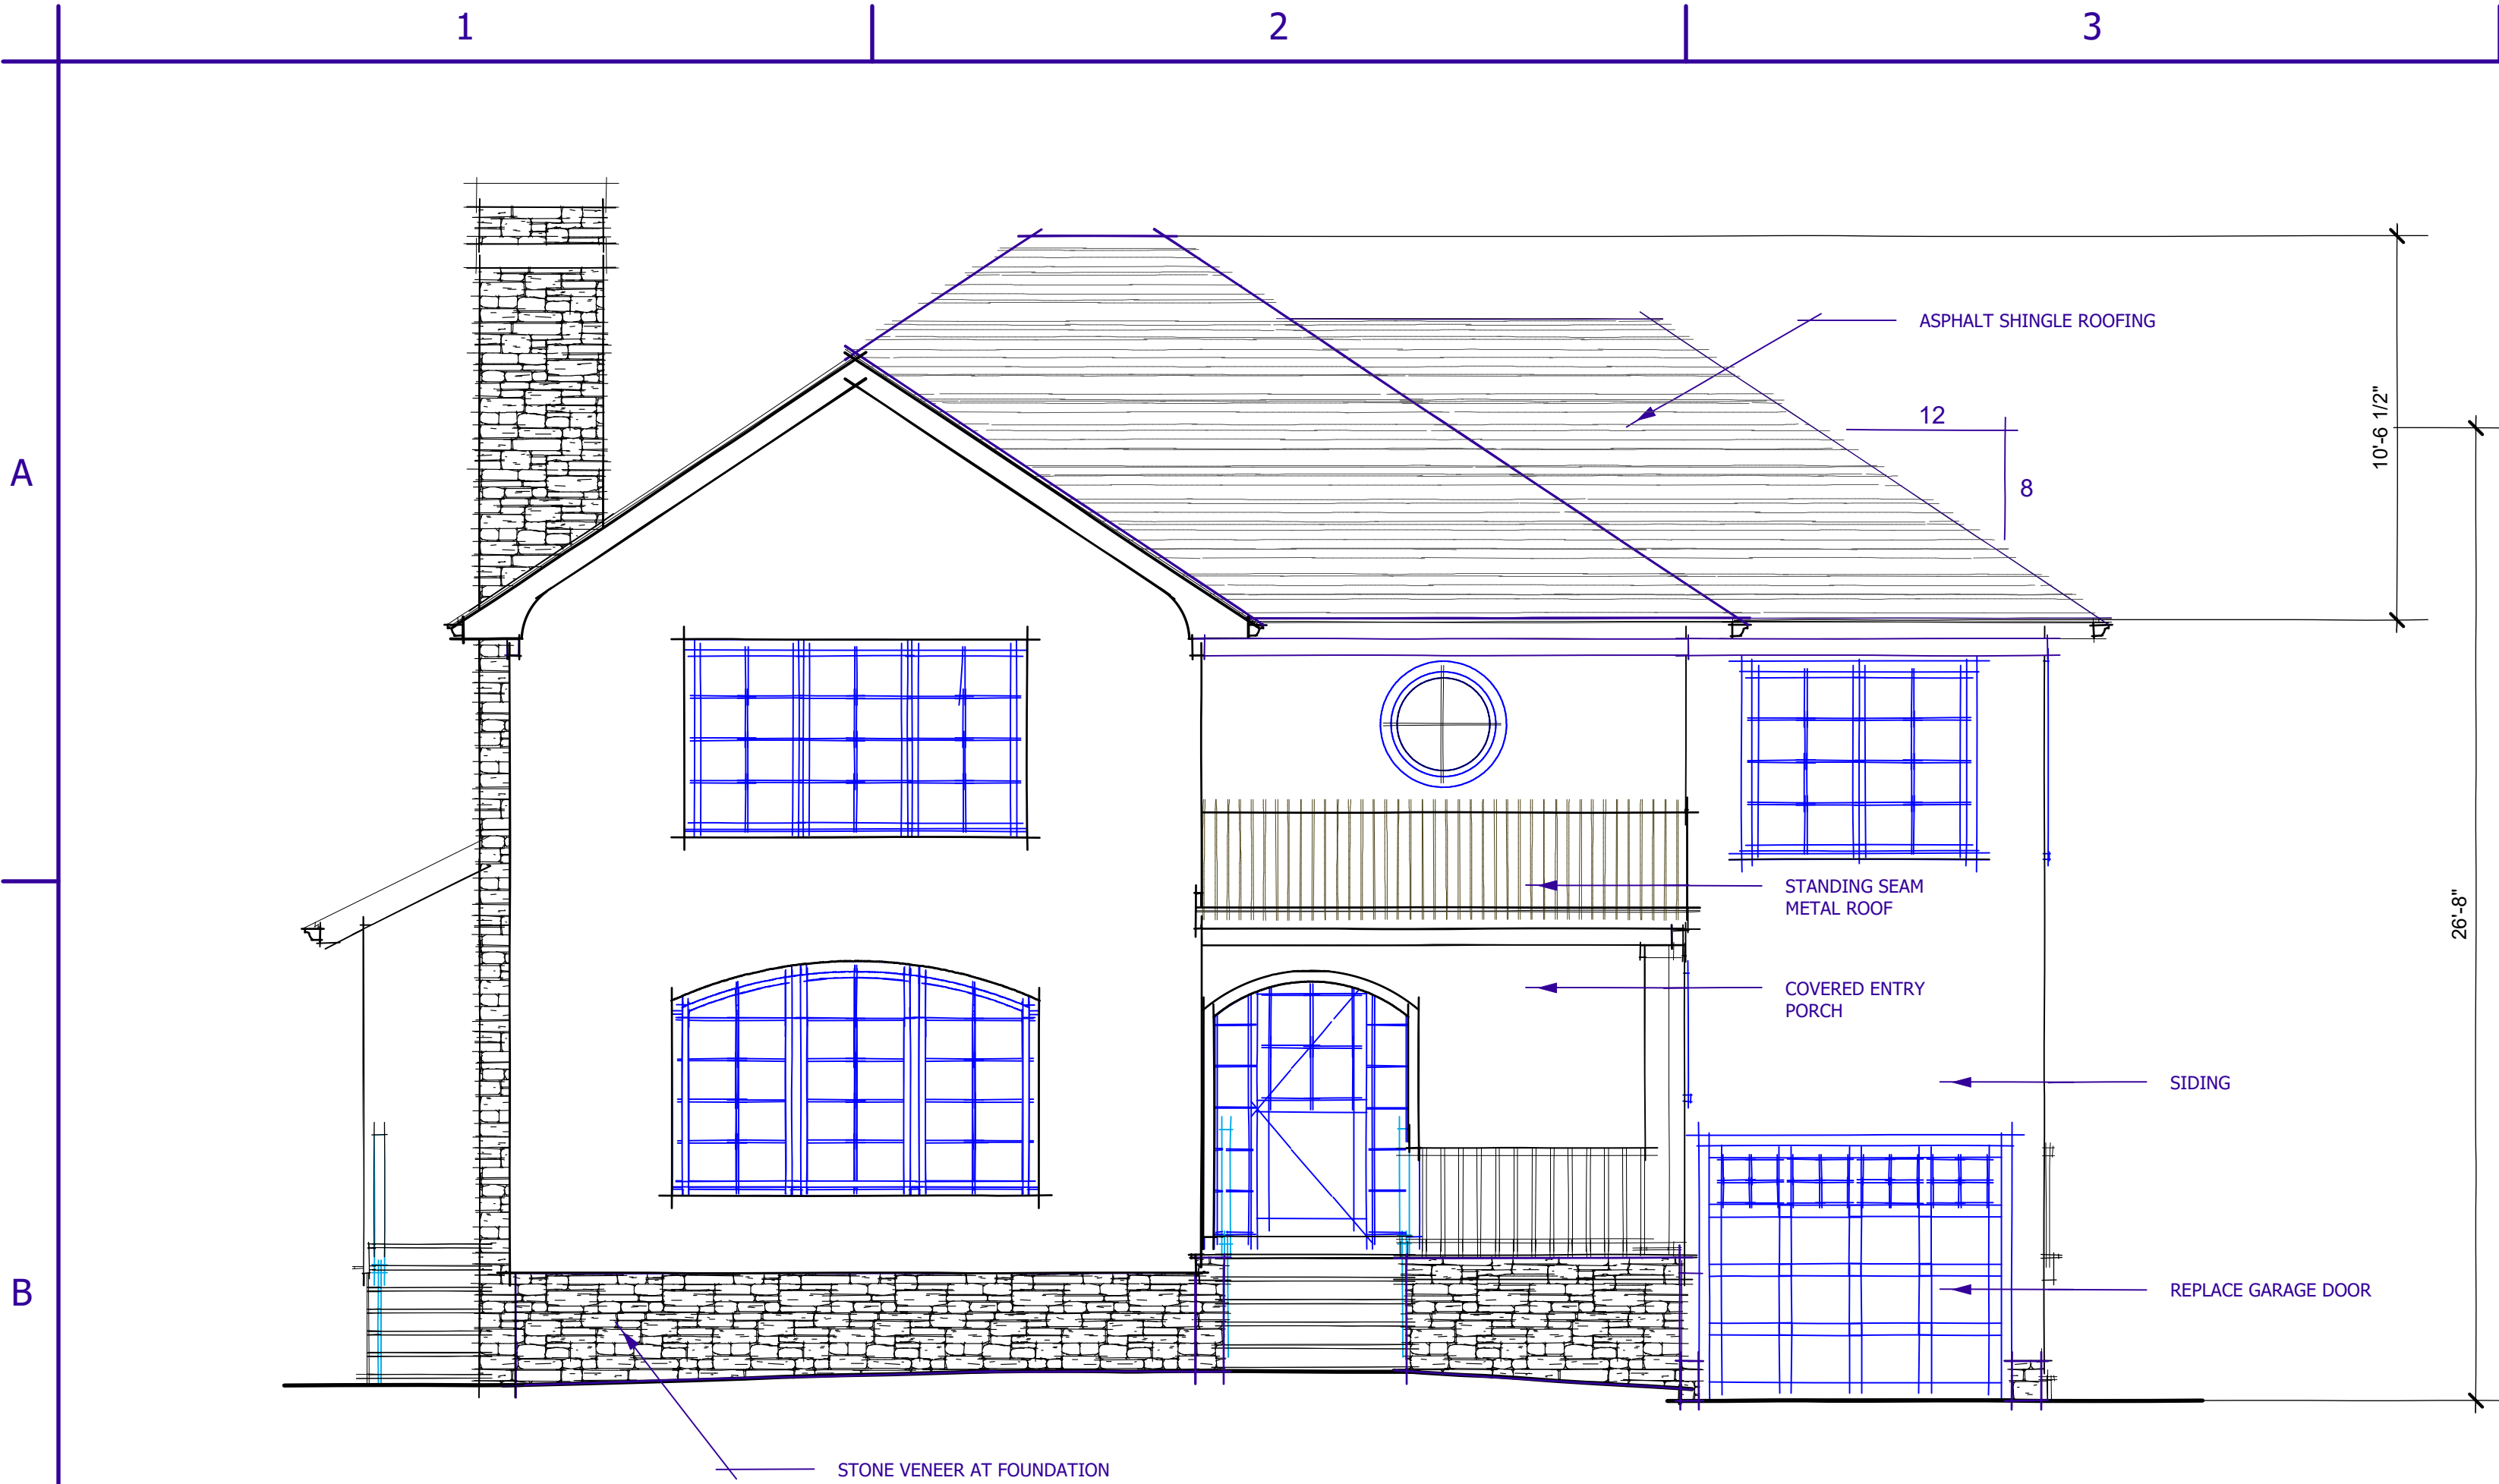 1
2
3
ASPHALT SHINGLE ROOFING
12
8
10'-6 1/2"
A
STANDING SEAM
METAL ROOF
26'-8"
COVERED ENTRY
PORCH
SIDING
B
REPLACE GARAGE DOOR
STONE VENEER AT FOUNDATION